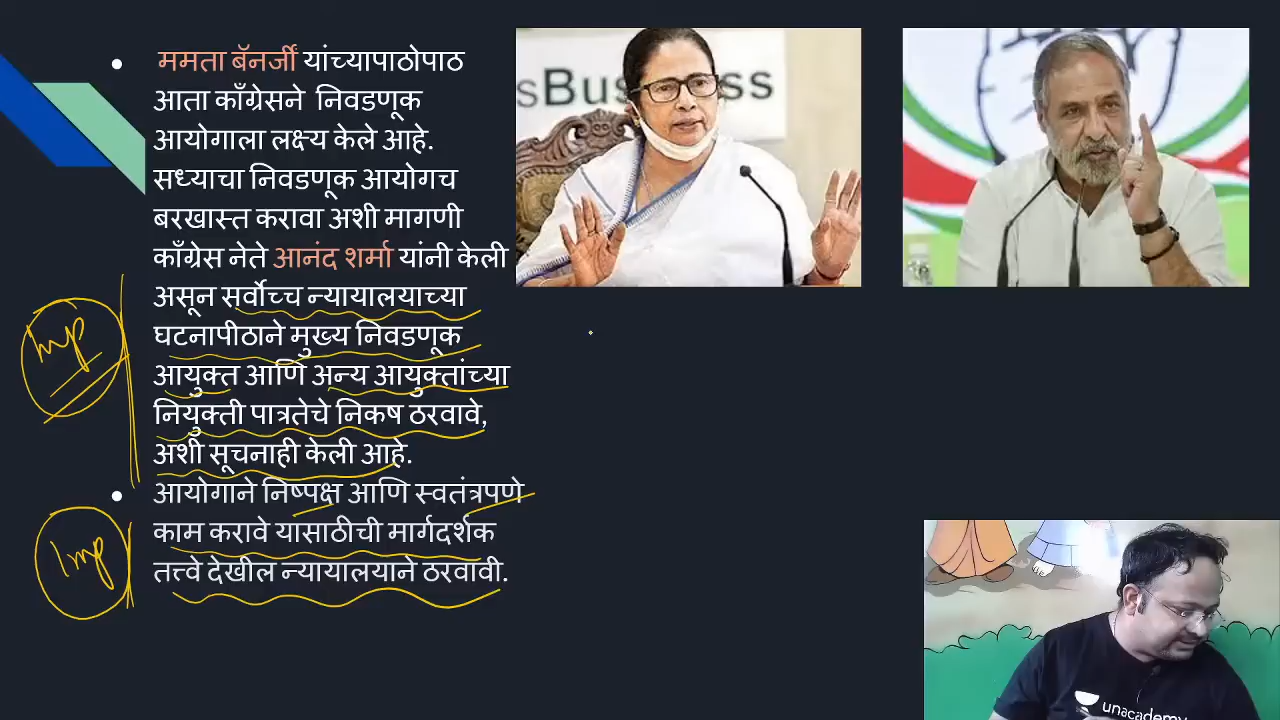 ममता बॅनर्जी यांच्यापाठोपाठ
आता काँग्रेसने निवडणूक
आयोगाला लक्ष्य केले आहे.
सध्याचा निवडणूक आयोगच
बरखास्त करावा अशी मागणी
काँग्रेस नेते आनंद शर्मा यांनी केली
असून सर्वोच्च न्यायालयाच्या
घटनापीठाने मुख्य निवडणूक
आयुक्त आणि अन्य आयुक्तांच्या
नियुक्ती पात्रतेचे निकष ठरवावे,
अशी सूचनाही केली आहे.
आयोगाने निष्पक्ष आणि स्वतंत्रपणे
काम करावे यासाठीची मार्गदर्शक
तत्त्वे देखील न्यायालयाने ठरवावी.
Imp
Imp
unacademy